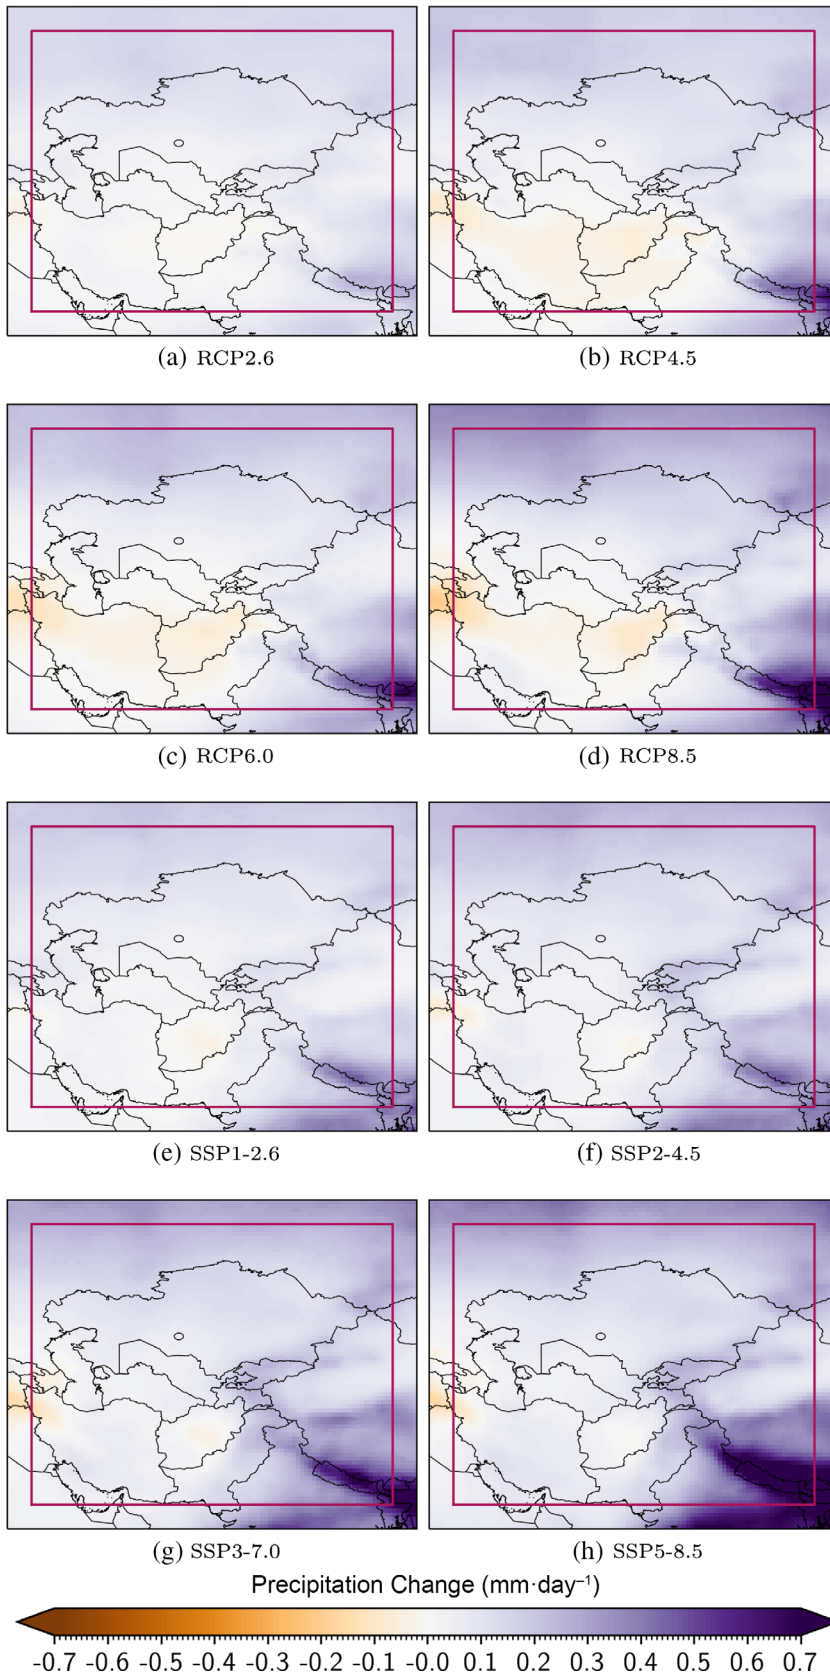 (a) RCP2.6
(b) RCP4.5
(c) RCP6.0
(d) RCP8.5
(e) SSP1-2.6
(f) SSP2-4.5
(g) SSP3-7.0
(h) SSP5-8.5
Precipitation Change (mm·day⁻¹)
-0.7 -0.6 -0.5 -0.4 -0.3 -0.2 -0.1 -0.0 0.1 0.2 0.3 0.4 0.5 0.6 0.7